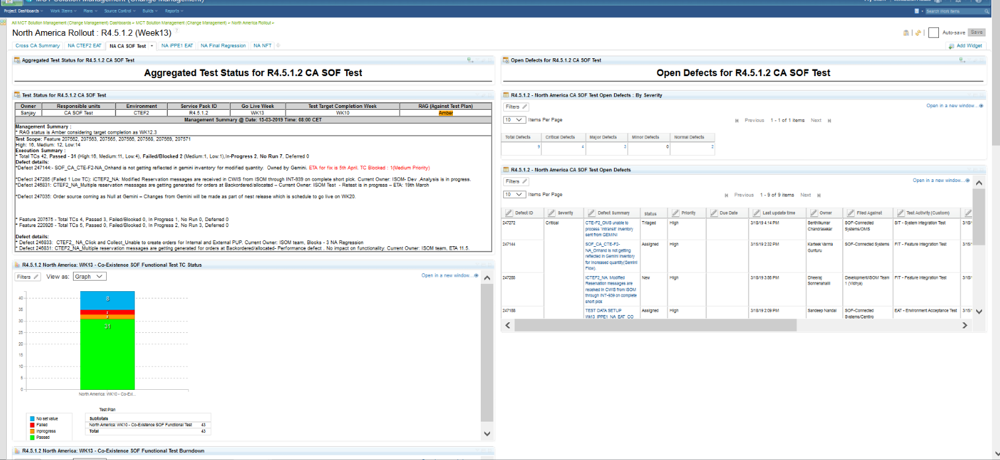 MCT Solution Management (Change Management)
Project Dashboards
Work Items
Plans
Source Control
Builds
Reports
Search Work Items
All MCT Solution Management (Change Management) Dashboards > MCT Solution Management (Change Management) > North America Rollout >
North America Rollout : R4.5.1.2 (Week13)
Auto-save
Save
Cross CA Summary
NA CTEF2 EAT
NA CA SOF Test
NA iPPE1 EAT
NA Final Regression
NA NFT
Add Widget
Aggregated Test Status for R4.5.1.2 CA SOF Test
Aggregated Test Status for R4.5.1.2 CA SOF Test
Test Status for R4.5.1.2 CA SOF Test
Owner Responsible units Environment Service Pack ID Go Live Week Test Target Completion Week RAG (Against Test Plan)
Sanjay CA SOF Test CTEF2 R4.5.1.2 WK13 WK10 Amber
Management Summary @ Date: 15-03-2019 Time: 08:00 CET
Management Summary :
* RAG status is Amber considering target completion as WK12.3
Test Scope: Feature 207562, 207563, 207565, 207566, 207568, 207569, 207571
High: 16, Medium: 12, Low:14
Execution Summary :
* Total TCs 42, Passed - 31 (High:16, Medium:11, Low:4), Failed/Blocked 2 (Medium:1, Low:1),In-Progress 2, No Run 7, Deferred 0
Defect details:
*Defect 247144:- SOF_CA_CTE-F2-NA_Onhand is not getting reflected in gemini inventory for modified quantity. Owned by Gemini. ETA for fix is 5th April. TC Blocked : 1(Medium Priority)
*Defect 247285 (Failed 1 Low TC): iCTEF2_NA: Modified Reservation messages are received in CWIS from ISOM through INT-939 on complete short pick. Current Owner: ISOM- Dev .Analysis is in progress.
*Defect 246831: CTEF2_NA_Multiple reservation messages are getting generated for orders at Backordered/allocated – Current Owner: ISOM Test - Retest is in progress – ETA: 19th March
*Defect 247035: Order source coming as Null at Gemini – Changes from Gemini will be made as part of nest release which is schedule to go live on WK20.
* Feature 207575 - Total TCs 4, Passed 3, Failed/Blocked 0, In Progress 1, No Run 0, Deferred 0
* Feature 220826 - Total TCs 5, Passed 0, Failed/Blocked 0, In Progress 2, No Run 3, Deferred 0
Defect details:
* Defect 246833: CTEF2_ NA_Click and Collect_Unable to create orders for Internal and External PUP. Current Owner: ISOM team, Blocks - 3 NA Regression
* Defect 246831: CTEF2_NA_Multiple reservation messages are getting generated for orders at Backordered/allocated- Performance defect . No impact on functionality. Current Owner: ISOM team, ETA 11.5.
R4.5.1.2 North America: WK13 - Co-Existence SOF Functional Test TC Status
Filters
View as:
Graph
Open in a new window...
40
35
30
25
20
15
10
5
0
8
2
2
31
North America: WK10 - Co-Ext...
No set value
Failed
Inprogress
Passed
Test Plan
Subtotals
North America: WK10 - Co-Existence SOF Functional Test 43
Total 43
R4.5.1.2 North America: WK13 - Co-Existence SOF Functional Test Burndown
Open Defects for R4.5.1.2 CA SOF Test
Open Defects for R4.5.1.2 CA SOF Test
R4.5.1.2 - North America CA SOF Test Open Defects : By Severity
Filters
Open in a new window...
10 Items Per Page
Previous 1 - 1 of 1 items Next
Total Defects Critical Defects Major Defects Minor Defects Normal Defects
9 4 3 0 2
R4.5.1.2 - North America CA SOF Test Open Defects
Filters
Open in a new window...
10 Items Per Page
Previous 1 - 9 of 9 items Next
Defect ID Severity Defect Summary Status Priority Due Date Last update time Owner Filed Against Test Activity (Custom)
247272 Critical CTE-F2_OMS unable to Triaged High 3/18/19 4:14 PM Senthilkumar SOF-Connected SIT - System Integration Test 3/18/
process 'Intransit' inventory Chandrasekar Systems/OMS
sent from GEMINI
247144 SOF_CA_CTE-F2- Assigned High 3/15/19 2:32 PM Karteek Varma SOF-Connected Systems FIT - Feature Integration Test 3/15/
NA_Onhand is not getting Gunturu
reflected in Gemini inventory
for increased quantity(Gemini
Flow).
247285 iCTEF2_NA: Modified New High 3/18/19 3:56 PM Dheeraj Development/ISOM Team FIT - Feature Integration Test 3/18/
Reservation messages are Sonnenahalli 1 (Vidhya)
received in CWIS from ISOM
through INT-939 on complete
short pick
247188 TEST DATA SETUP Assigned High 3/18/19 2:09 PM Sandeep Nandal SOF-Connected EAT - Environment Acceptance Test 3/15/
Wk13_IPPE1_NA_EAT_CO Systems/Centiro